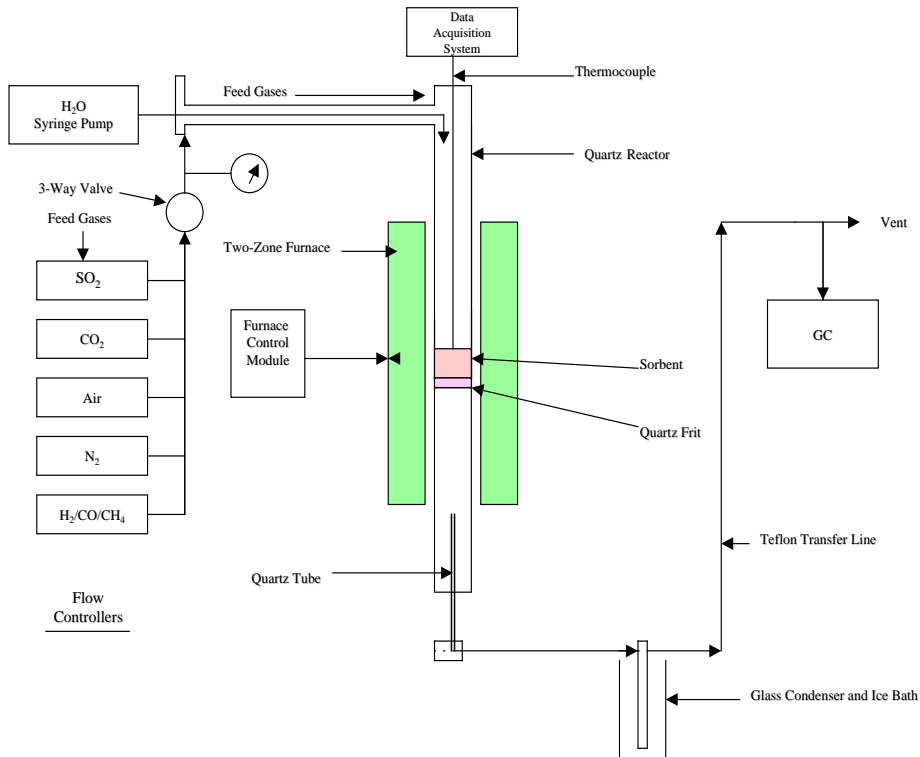 Data
Acquisition
System
Thermocouple
Feed Gases
H₂O
Syringe Pump
Quartz Reactor
3-Way Valve
Feed Gases
Two-Zone Furnace
Vent
SO₂
CO₂
Furnace
Control
Module
GC
Sorbent
Air
Quartz Frit
N₂
H₂/CO/CH₄
Teflon Transfer Line
Quartz Tube
Flow
Controllers
Glass Condenser and Ice Bath